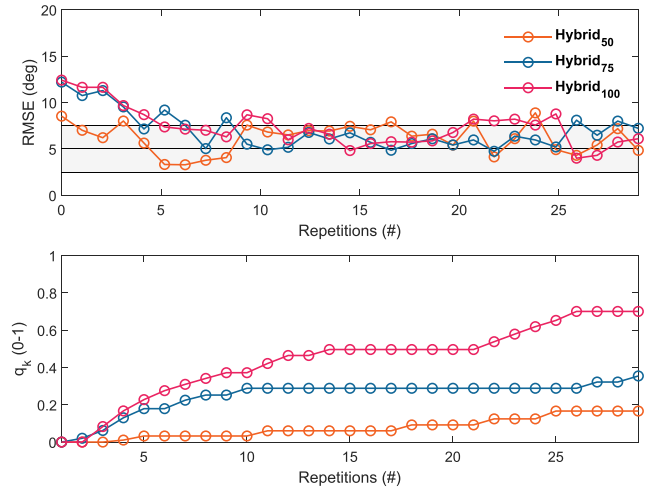 20
15
10
5
0
RMSE (deg)
Hybrid50
Hybrid75
Hybrid100
0 5 10 15 20 25
Repetitions (#)
1
0.8
0.6
0.4
0.2
0
qk (0-1)
5 10 15 20 25
Repetitions (#)